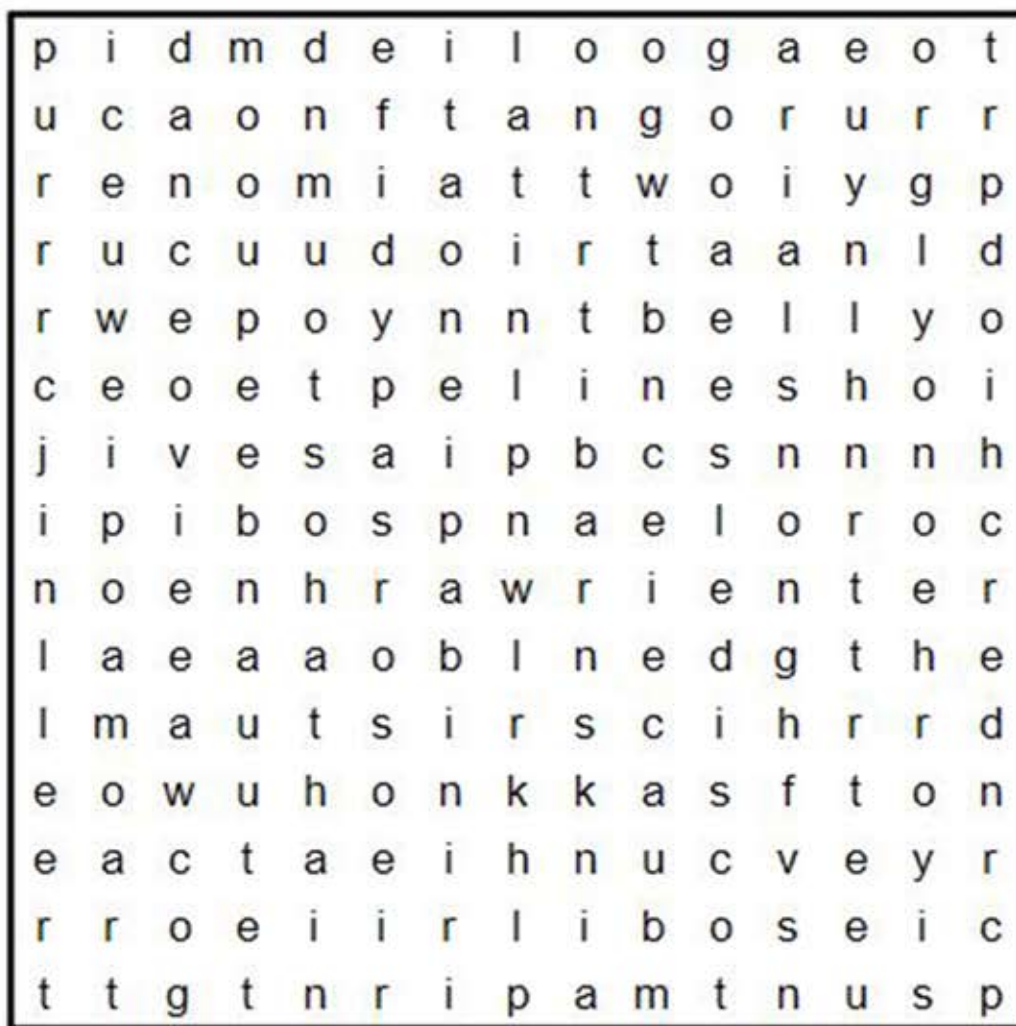 p i d m d e i l o o g a e o t
u c a o n f t a n g o r u r r
r e n o m i a t t w o i y g p
r u c u u d o i r t a a n l d
r w e p o y n n t b e l l y o
c e o e t p e l i n e s h o i
j i v e s a i p b c s n n n h
i p i b o s p n a e l o r o c
n o e n h r a w r i e n t e r
l a e a a o b l n e d g t h e
l m a u t s i r s c i h r r d
e o w u h o n k k a s f t o n
e a c t a e i h n u c v e y r
r r o e i i r l i b o s e i c
t t g t n r i p a m t n u s p